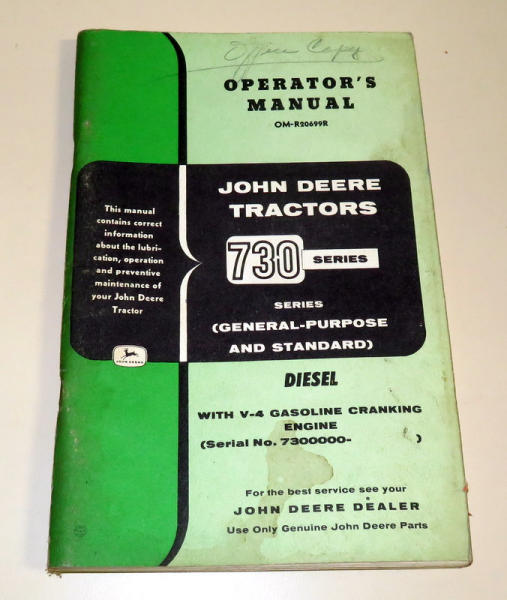 Office Copy
OPERATOR'S
MANUAL
OM-R20699R
JOHN DEERE
TRACTORS
730 SERIES
SERIES
(GENERAL-PURPOSE
AND STANDARD)
This manual
contains correct
information
about the lubri-
cation, operation
and preventive
maintenance of
your John Deere
Tractor
JOHN DEERE
DIESEL
WITH V-4 GASOLINE CRANKING
ENGINE
(Serial No. 7300000- )
For the best service see your
JOHN DEERE DEALER
Use Only Genuine John Deere Parts